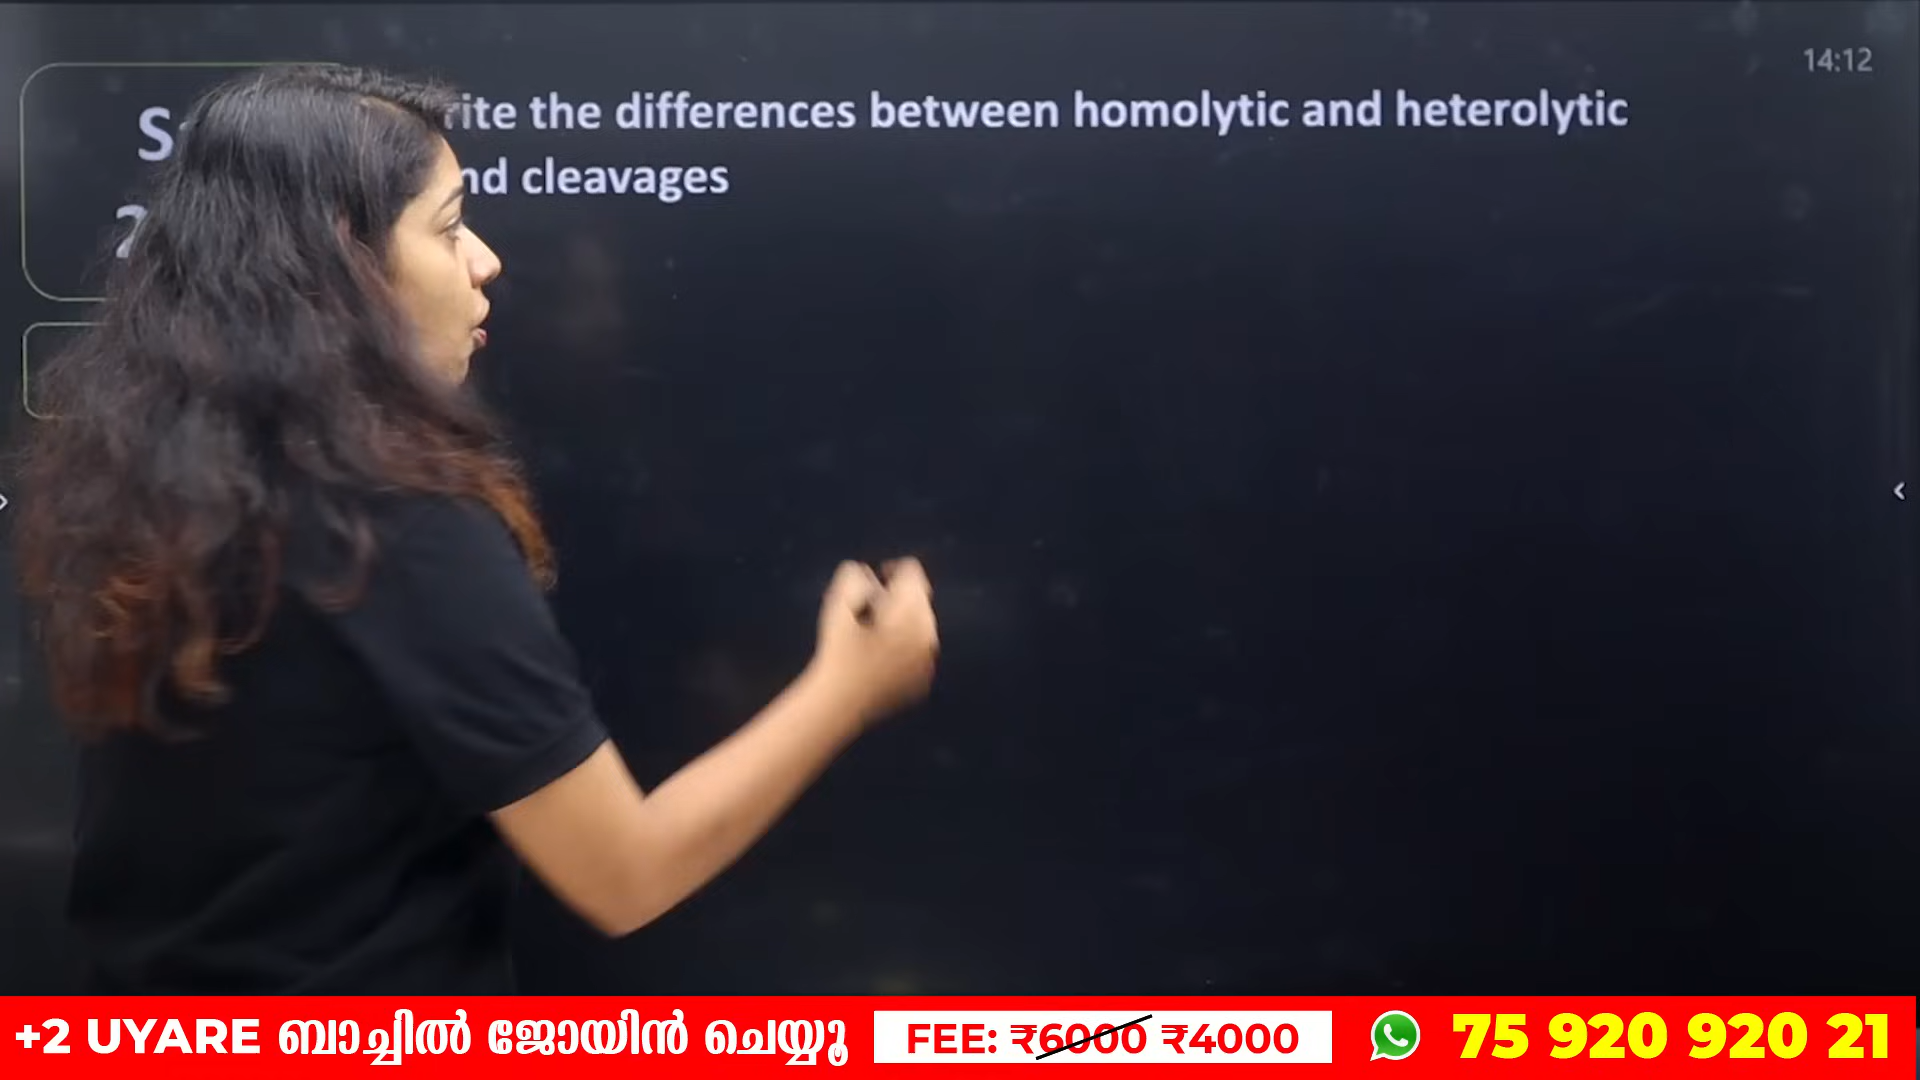 14:12
rite the differences between homolytic and heterolytic
nd cleavages
+2 UYARE ബാച്ചിൽ ജോയിൻ ചെയ്യൂ
FEE: ₹6000 ₹4000
75 920 920 21